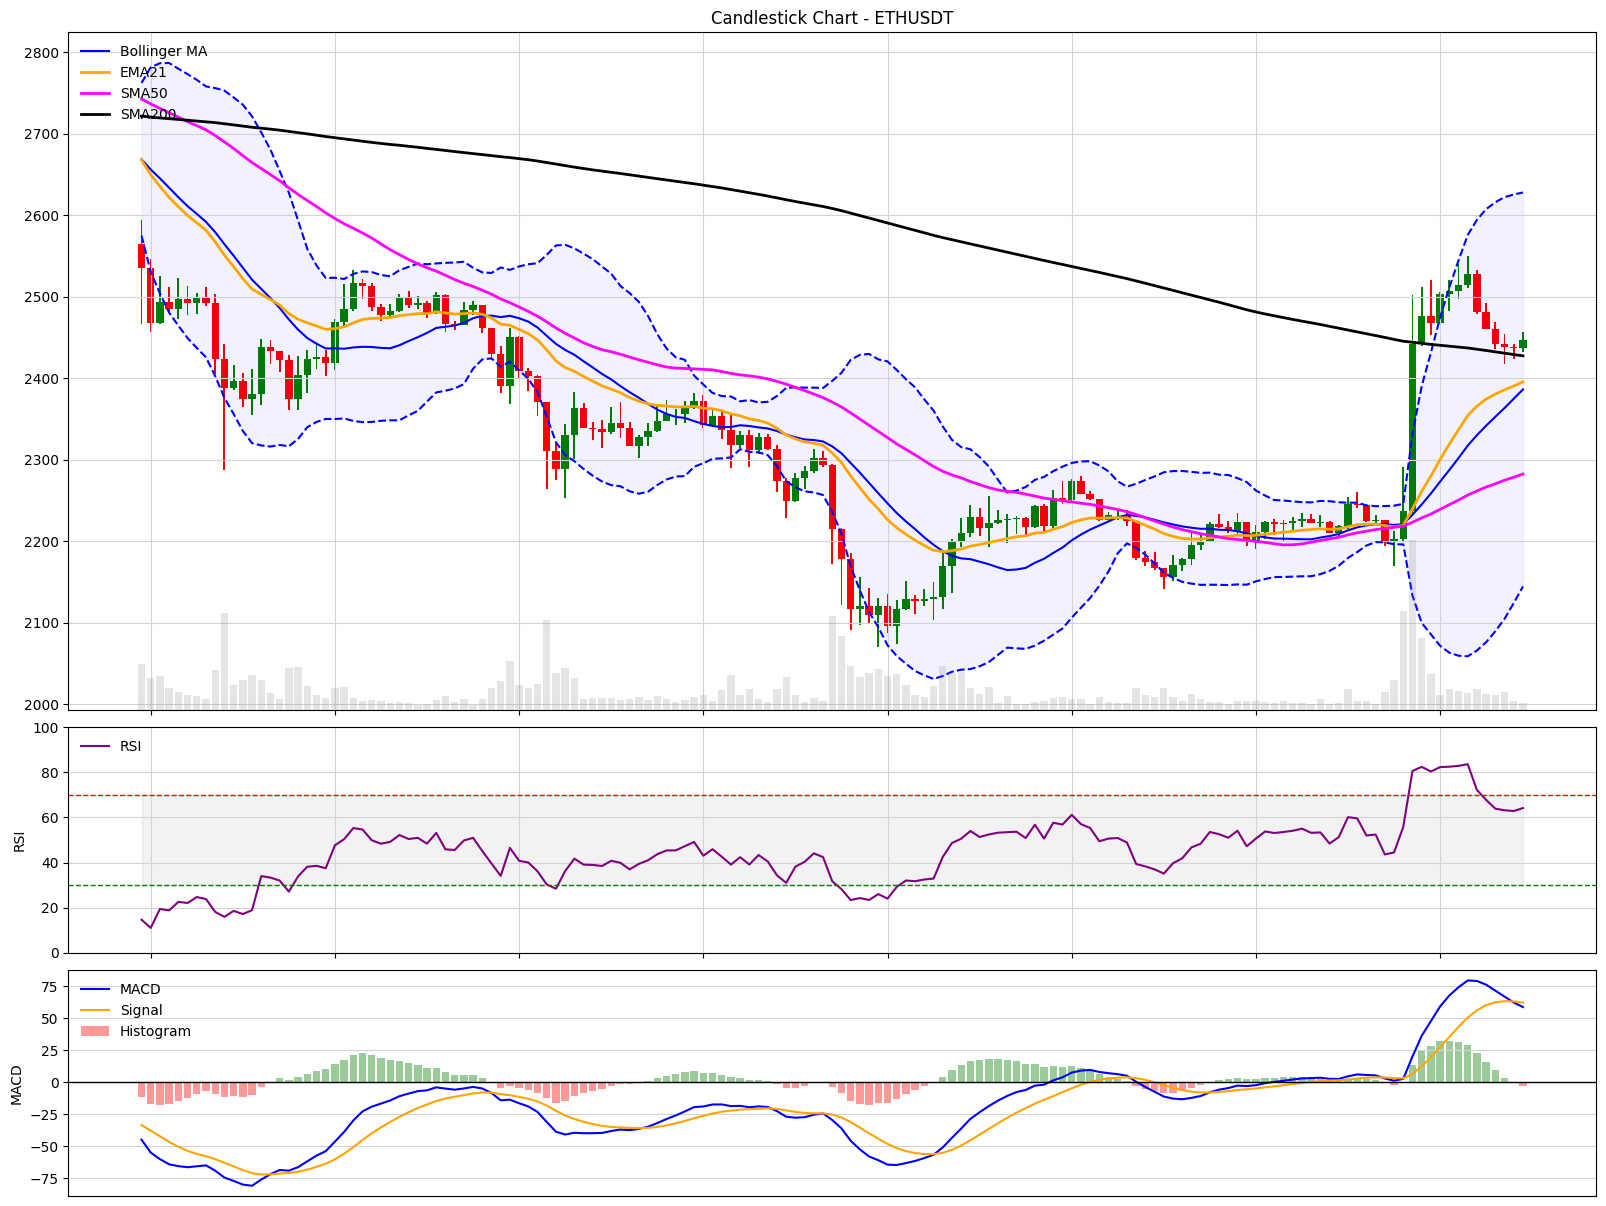 Candlestick Chart - ETHUSDT
Bollinger MA
EMA21
SMA50
SMA200
2800
2700
2600
2500
2400
2300
2200
2100
2000
RSI
100
80
60
40
20
0
RSI
MACD
Signal
Histogram
75
50
25
0
−25
−50
−75
MACD